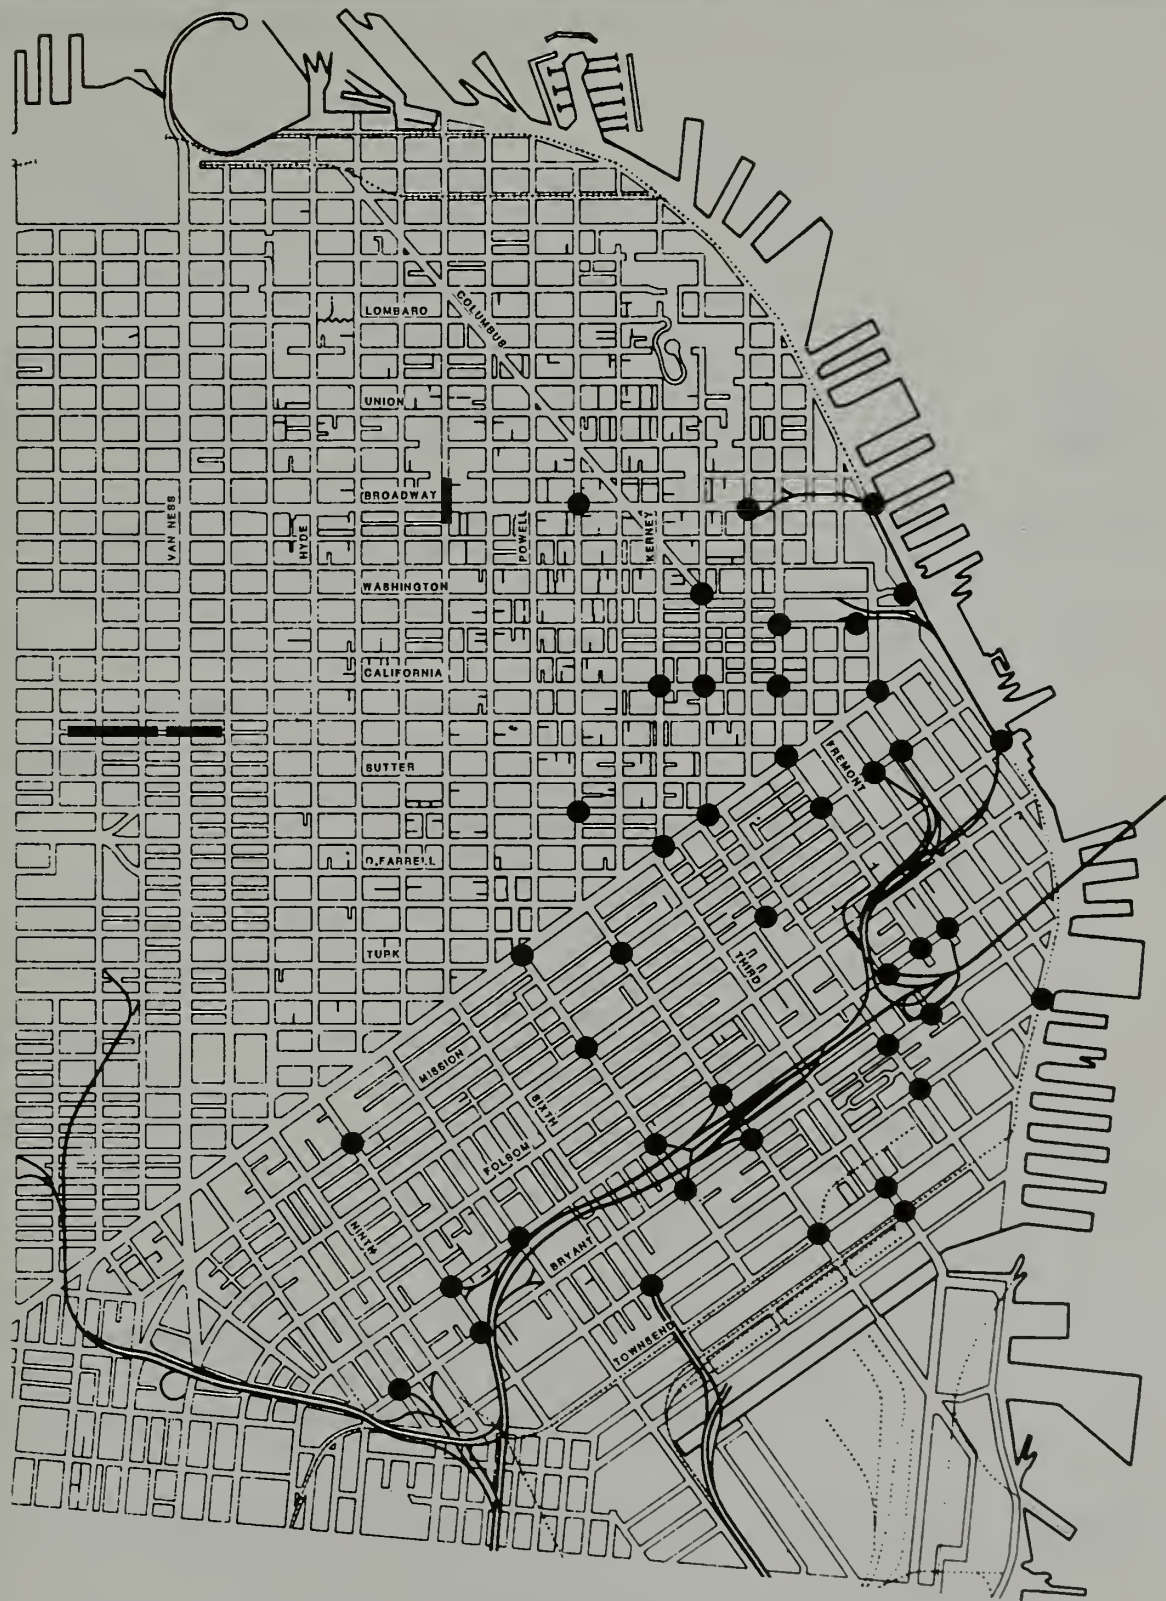 LOMBARD
COLUMBUS
UNION
BROADWAY
VAN NESS
HYDE
POWELL
KERNEY
WASHINGTON
CALIFORNIA
SUTTER
FREMONT
O,FARRELL
TURK
THIRD
MISSION
SIXTH
FOLSOM
NINTH
BRYANT
TOWNSEND